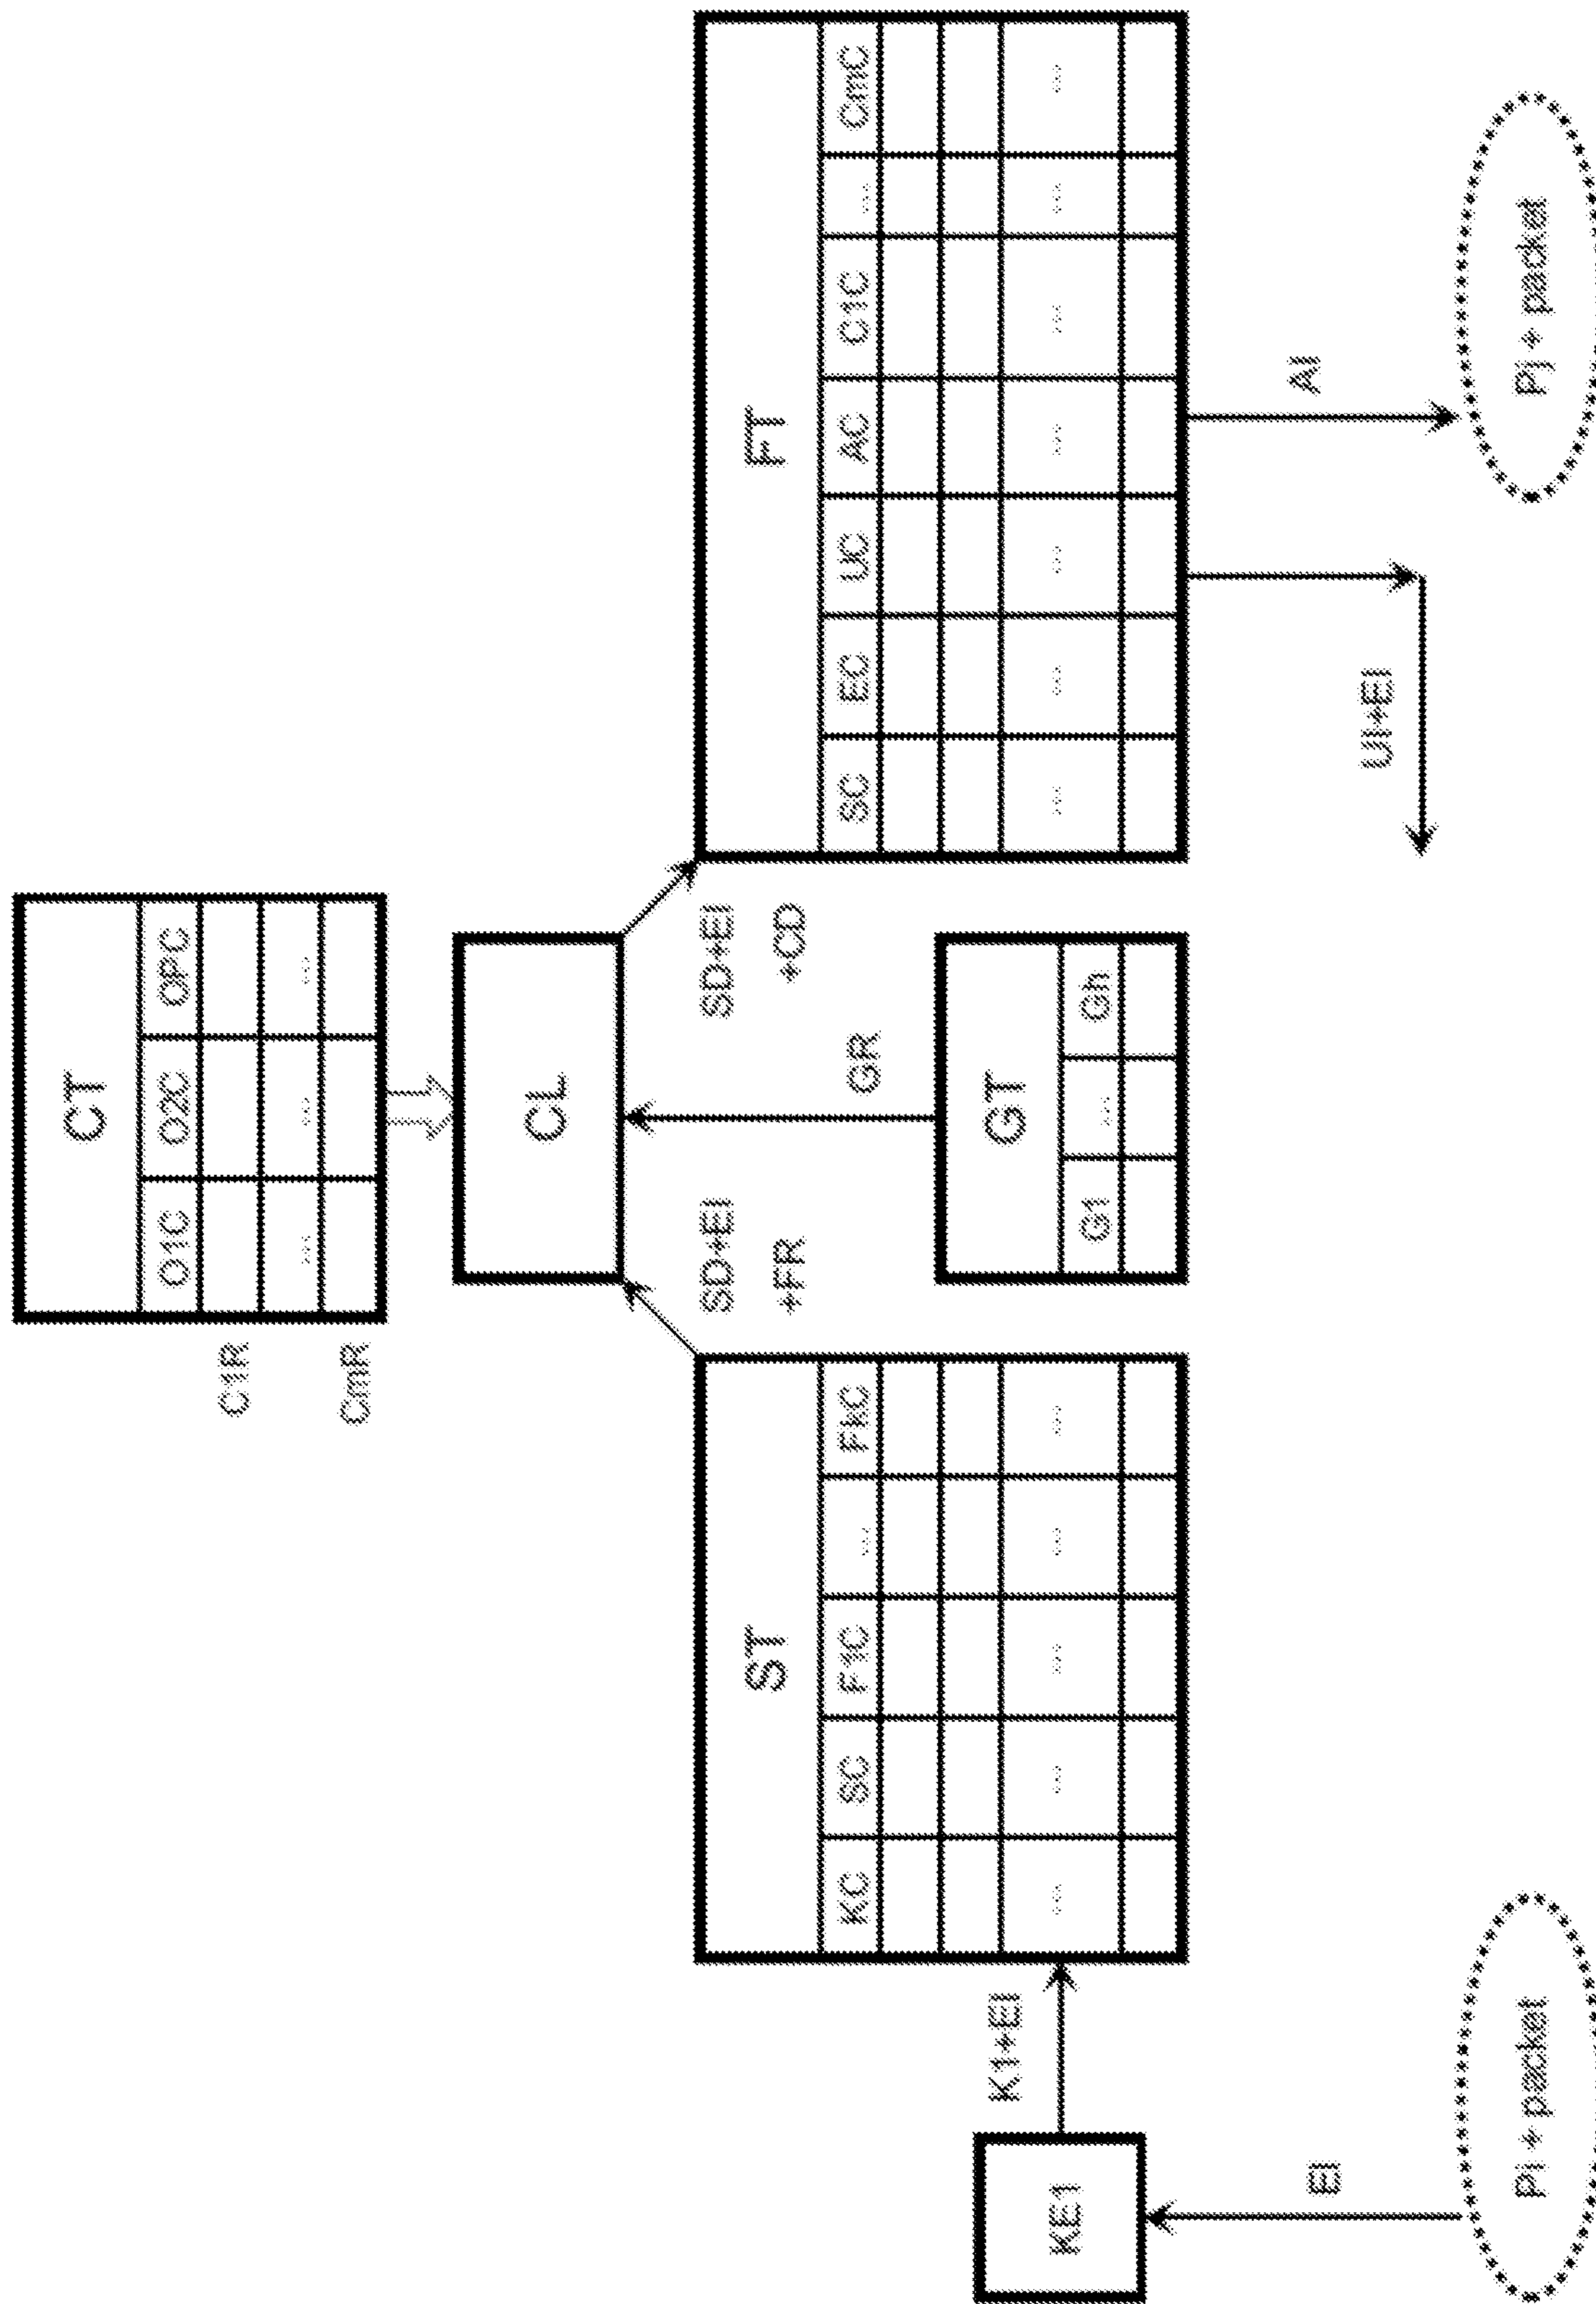 CT
O1C O2C OPC
... ... ...
C1R
CmR
CL
SD+EI
+FR
SD+EI
+CD
GR
ST
KC SC F1C ... FkC
... ... ... ... ...
GT
G1 ... Gh
FT
SC EC UC AC C1C ... CmC
... ... ... ... ... ... ...
KE1
K1+EI
EI
UI+EI
AI
Pi + packet
Pj + packet